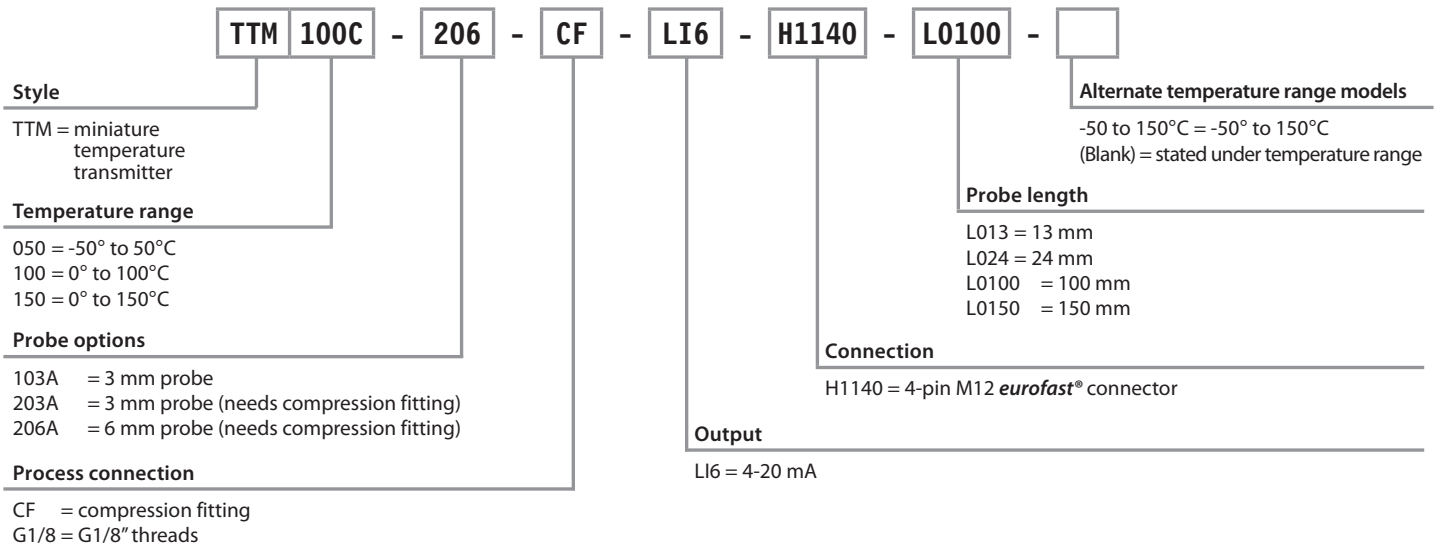 TTM 100C - 206 - CF - LI6 - H1140 - L0100 -
Style
TTM = miniature
temperature
transmitter
Temperature range
050 = -50° to 50°C
100 = 0° to 100°C
150 = 0° to 150°C
Probe options
103A = 3 mm probe
203A = 3 mm probe (needs compression fitting)
206A = 6 mm probe (needs compression fitting)
Process connection
CF = compression fitting
G1/8 = G1/8" threads
Alternate temperature range models
-50 to 150°C = -50° to 150°C
(Blank) = stated under temperature range
Probe length
L013 = 13 mm
L024 = 24 mm
L0100 = 100 mm
L0150 = 150 mm
Connection
H1140 = 4-pin M12 eurofast® connector
Output
LI6 = 4-20 mA